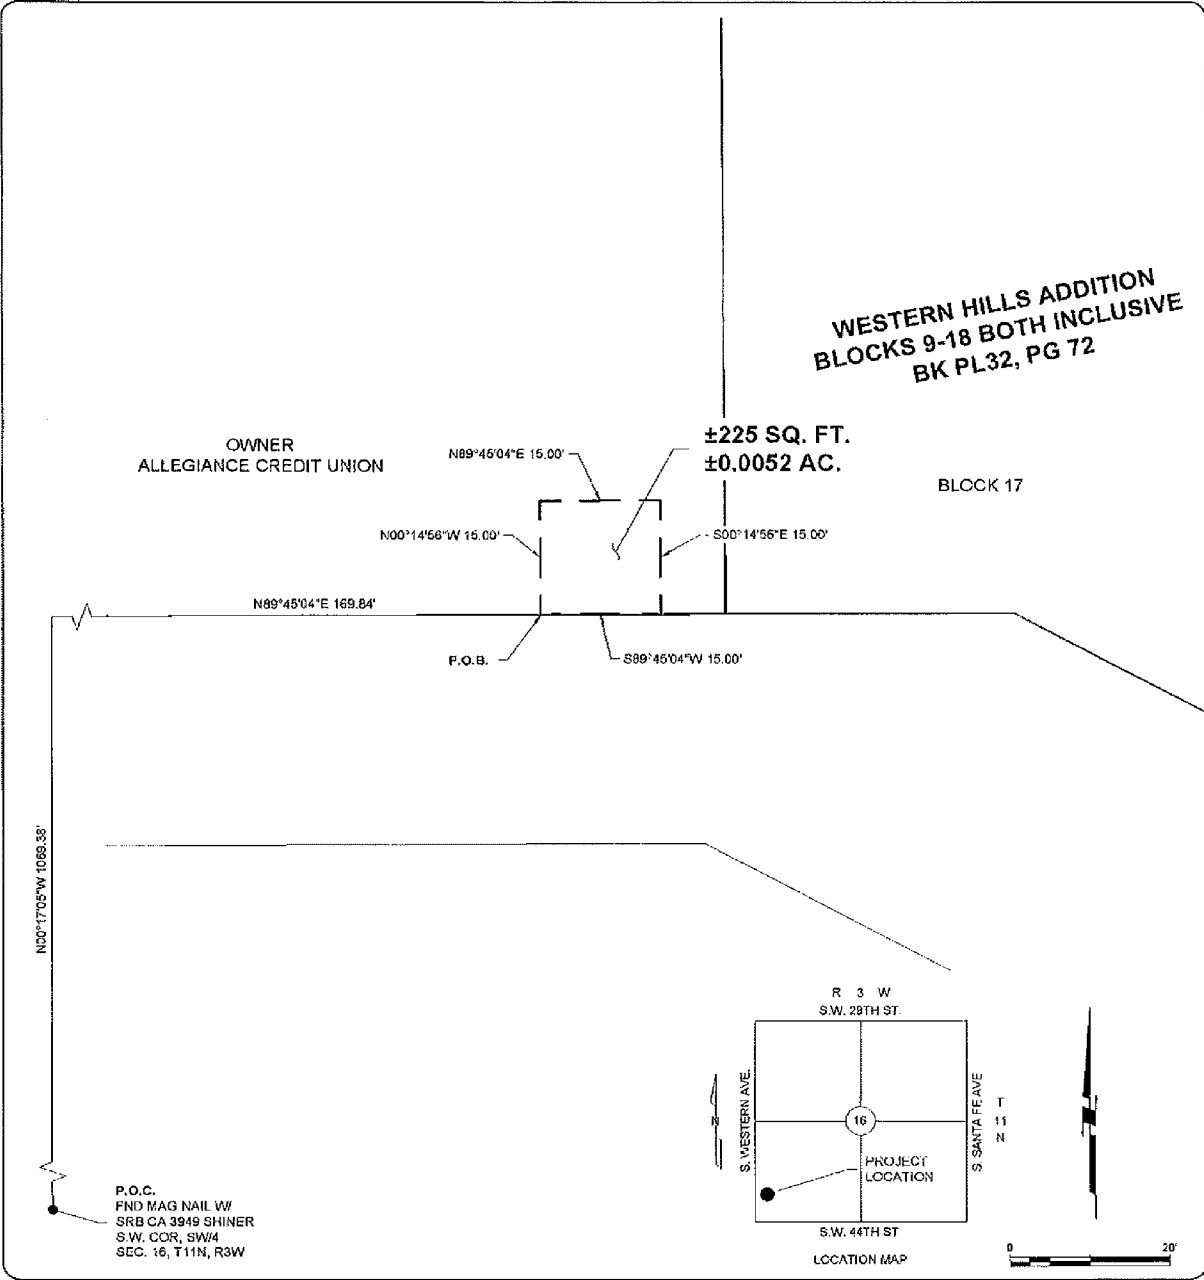 WESTERN HILLS ADDITION
BLOCKS 9-18 BOTH INCLUSIVE
BK PL32, PG 72
OWNER
ALLEGIANCE CREDIT UNION
N89°45'04"E 15.00'
±225 SQ. FT.
±0.0052 AC.
BLOCK 17
N00°14'56"W 15.00'
S00°14'56"E 15.00'
N89°45'04"E 169.84'
P.O.B.
S89°45'04"W 15.00'
N00°17'05"W 1069.38'
P.O.C.
FND MAG NAIL W/
SRB CA 3949 SHINER
S.W. COR, SW/4
SEC. 16, T11N, R3W
R 3 W
S.W. 29TH ST.
S. WESTERN AVE.
N
16
S. SANTA FE AVE
T
11
N
PROJECT
LOCATION
S.W. 44TH ST
LOCATION MAP
0 20'